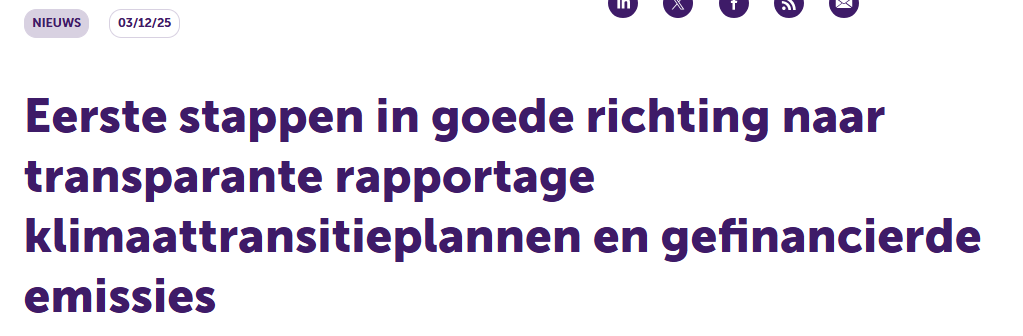 NIEUWS 03/12/25
Eerste stappen in goede richting naar
transparante rapportage
klimaattransitieplannen en gefinancierde
emissies